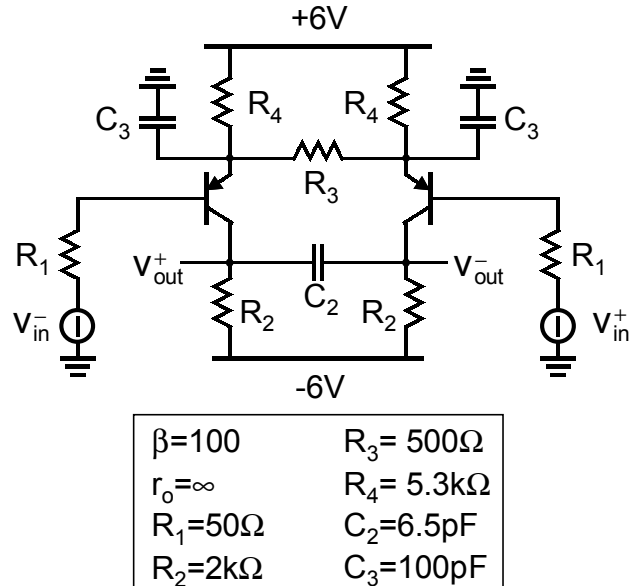 +6V
C₃
R₄
R₄
C₃
R₃
R₁
v⁺out
C₂
v⁻out
R₁
v⁻in
R₂
R₂
v⁺in
-6V
β=100 R₃= 500Ω
rₒ=∞ R₄= 5.3kΩ
R₁=50Ω C₂=6.5pF
R₂=2kΩ C₃=100pF